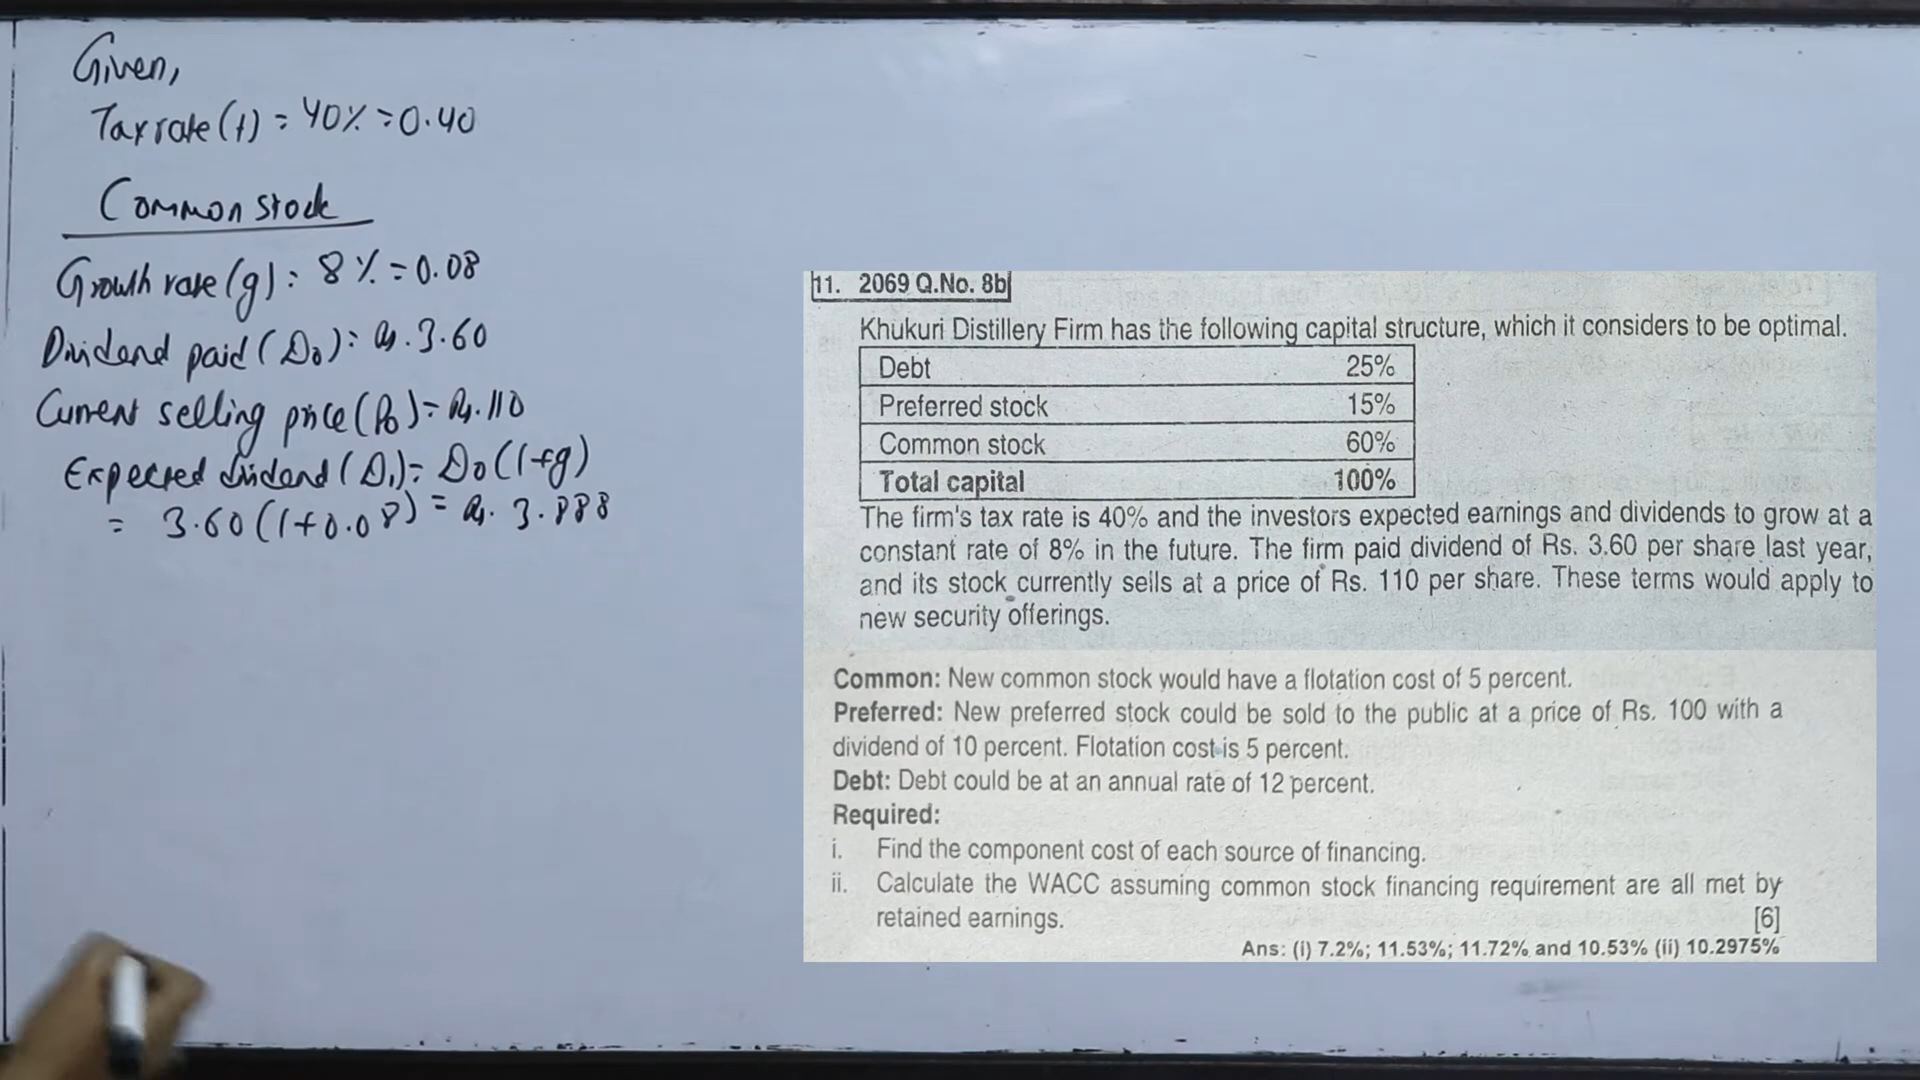 Given,
Tax rate (t) = 40% = 0.40
Common stock
Growth rate (g) = 8% = 0.08
Dividend paid (D0) = Rs. 3.60
Current selling price (P0) = Rs. 110
Expected dividend (D1) = D0 (1+g)
= 3.60 (1+0.08) = Rs. 3.888
11. 2069 Q.No. 8b
Khukuri Distillery Firm has the following capital structure, which it considers to be optimal.
Debt 25%
Preferred stock 15%
Common stock 60%
Total capital 100%
The firm's tax rate is 40% and the investors expected earnings and dividends to grow at a
constant rate of 8% in the future. The firm paid dividend of Rs. 3.60 per share last year,
and its stock currently sells at a price of Rs. 110 per share. These terms would apply to
new security offerings.
Common: New common stock would have a flotation cost of 5 percent.
Preferred: New preferred stock could be sold to the public at a price of Rs. 100 with a
dividend of 10 percent. Flotation cost is 5 percent.
Debt: Debt could be at an annual rate of 12 percent.
Required:
i. Find the component cost of each source of financing.
ii. Calculate the WACC assuming common stock financing requirement are all met by
retained earnings. [6]
Ans: (i) 7.2%; 11.53%; 11.72% and 10.53% (ii) 10.2975%